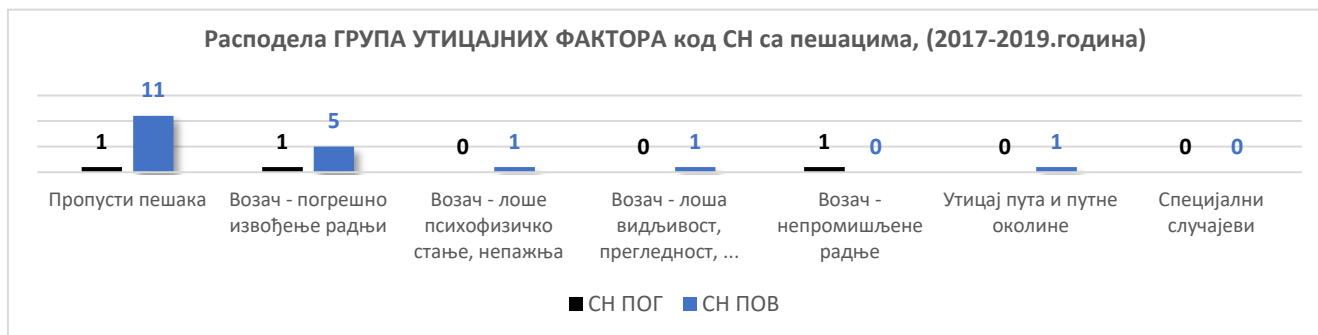 Расподела ГРУПА УТИЦАЈНИХ ФАКТОРА код СН са пешацима, (2017-2019.година)
1 11 1 5 0 1 0 1 1 0 0 1 0 0
Пропусти пешака
Возач - погрешно
извођење радњи
Возач - лоше
психофизичко
стање, непажња
Возач - лоша
видљивост,
прегледност, ...
Возач -
непромишљене
радње
Утицај пута и путне
околине
Специјални
случајеви
СН ПОГ СН ПОВ